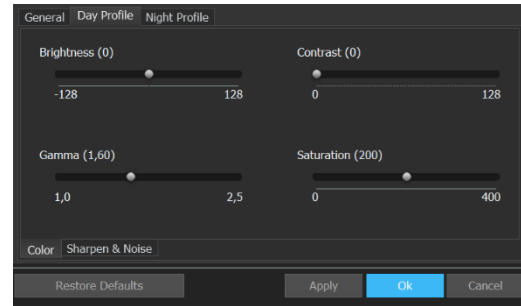 General Day Profile Night Profile
Brightness (0) Contrast (0)
-128 128 0 128
Gamma (1,60) Saturation (200)
1,0 2,5 0 400
Color Sharpen & Noise
Restore Defaults Apply Ok Cancel